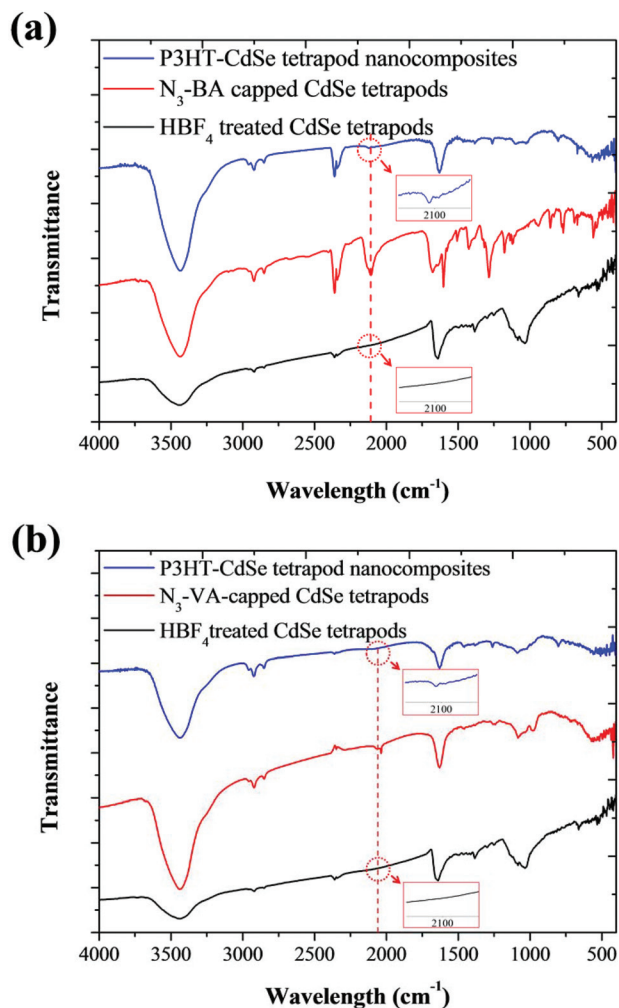 (a)
P3HT-CdSe tetrapod nanocomposites
N₃-BA capped CdSe tetrapods
HBF₄ treated CdSe tetrapods
2100
2100
Transmittance
4000 3500 3000 2500 2000 1500 1000 500
Wavelength (cm⁻¹)
(b)
P3HT-CdSe tetrapod nanocomposites
N₃-VA-capped CdSe tetrapods
HBF₄treated CdSe tetrapods
2100
2100
Transmittance
4000 3500 3000 2500 2000 1500 1000 500
Wavelength (cm⁻¹)